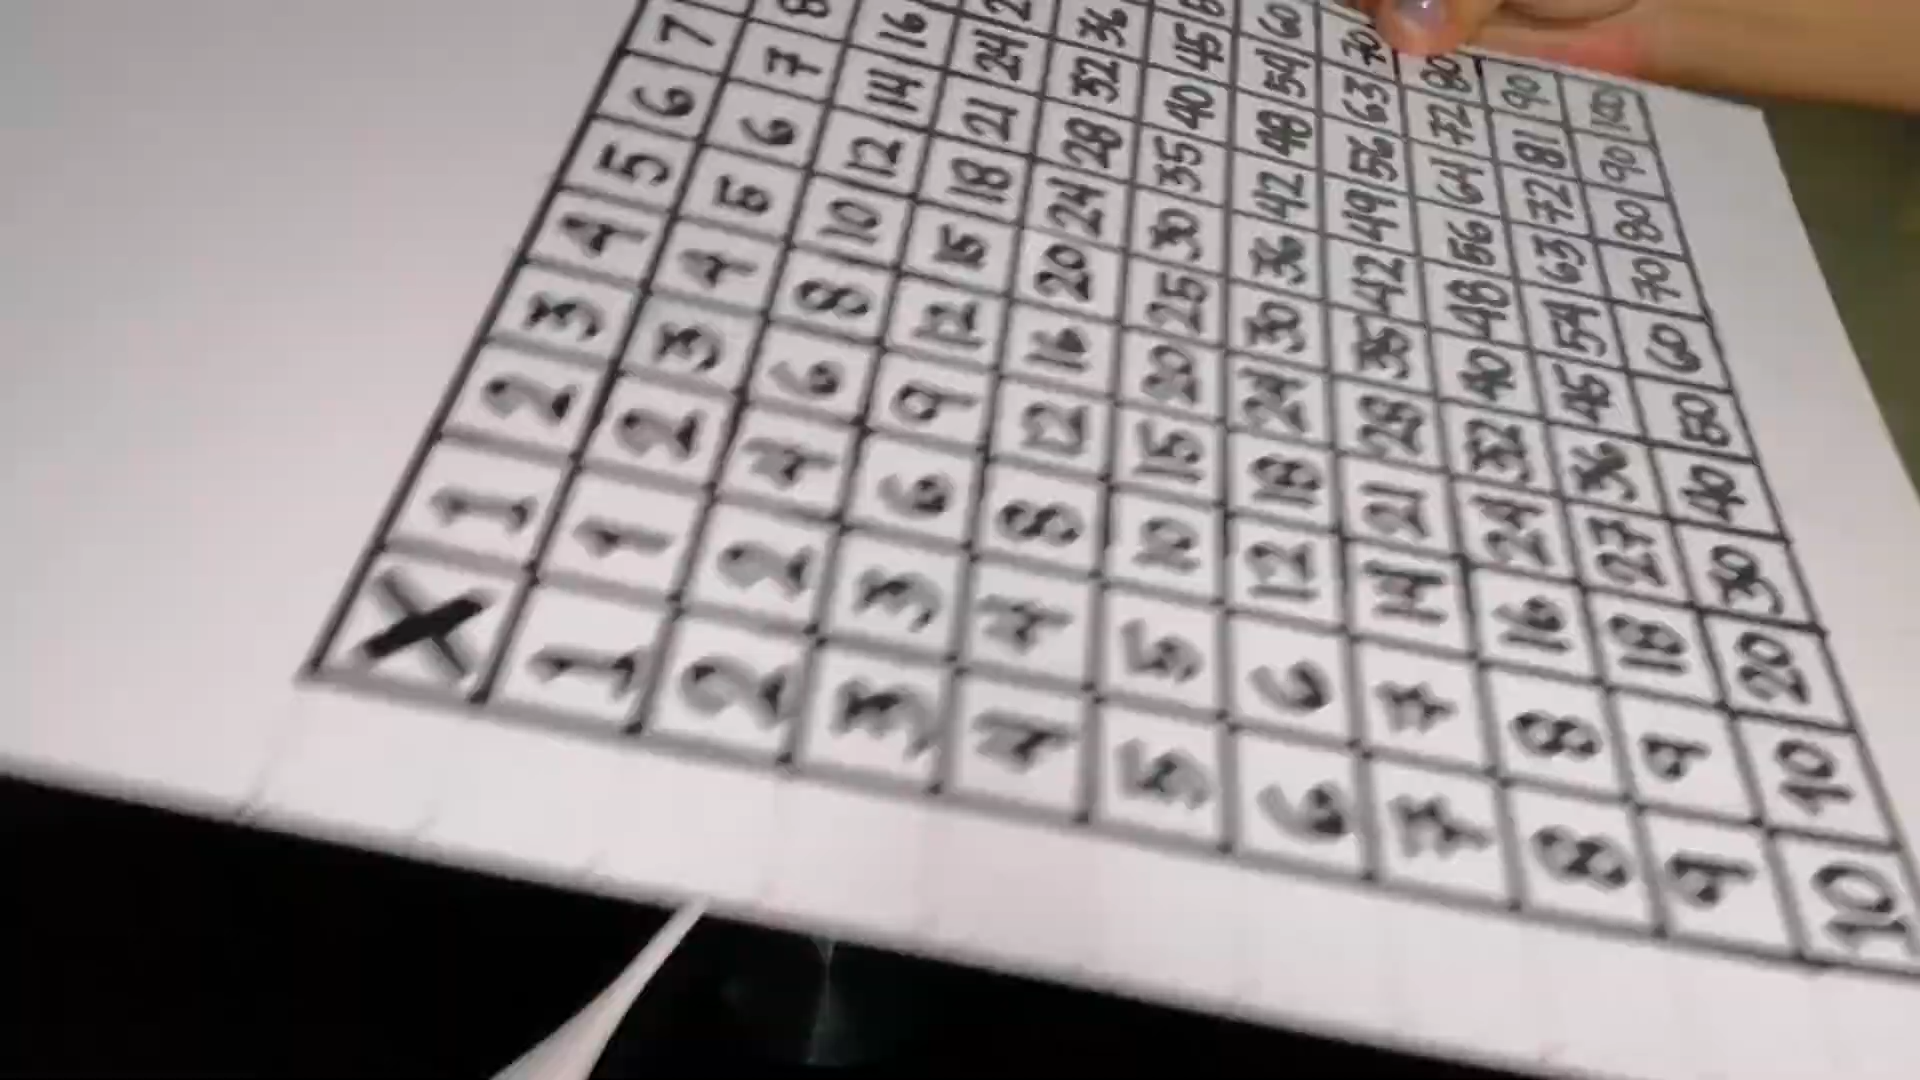 X 1 2 3 4 5 6 7
1 1 2 3 4 5 6 7 8
2 2 4 6 8 10 12 14 16
3 3 6 9 12 15 18 21 24
4 4 8 12 16 20 24 28 32 36
5 5 10 15 20 25 30 35 40 45
6 6 12 18 24 30 36 42 48 54 60
7 7 14 21 28 35 42 49 56 63 70
8 8 16 24 32 40 48 56 64 72 80
9 9 18 27 36 45 54 63 72 81 90
10 10 20 30 40 50 60 70 80 90 100